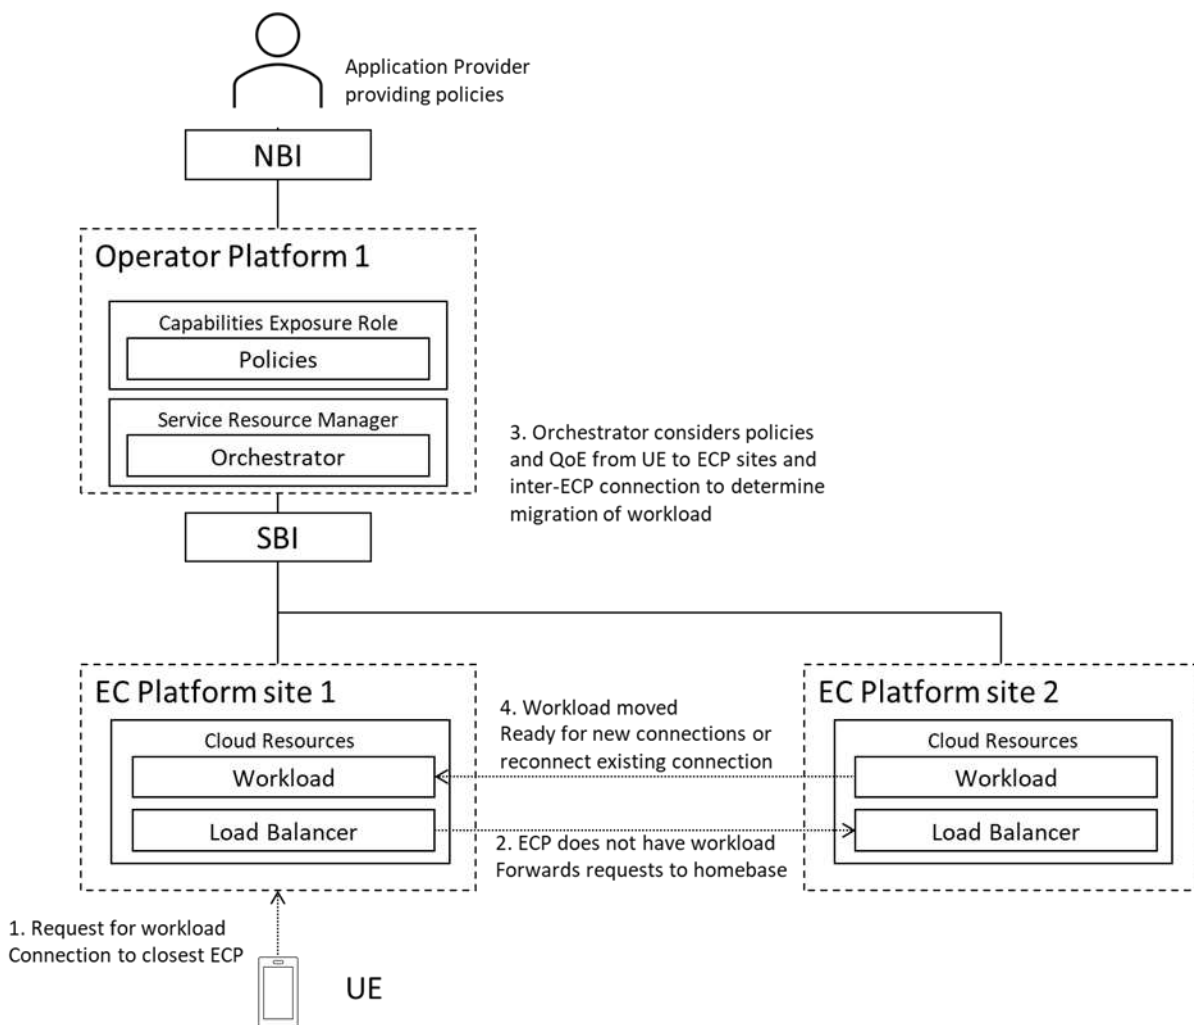 Application Provider
providing policies
NBI
Operator Platform 1
Capabilities Exposure Role
Policies
Service Resource Manager
Orchestrator
3. Orchestrator considers policies
and QoE from UE to ECP sites and
inter-ECP connection to determine
migration of workload
SBI
EC Platform site 1
Cloud Resources
Workload
Load Balancer
4. Workload moved
Ready for new connections or
reconnect existing connection
2. ECP does not have workload
Forwards requests to homebase
EC Platform site 2
Cloud Resources
Workload
Load Balancer
1. Request for workload
Connection to closest ECP
UE